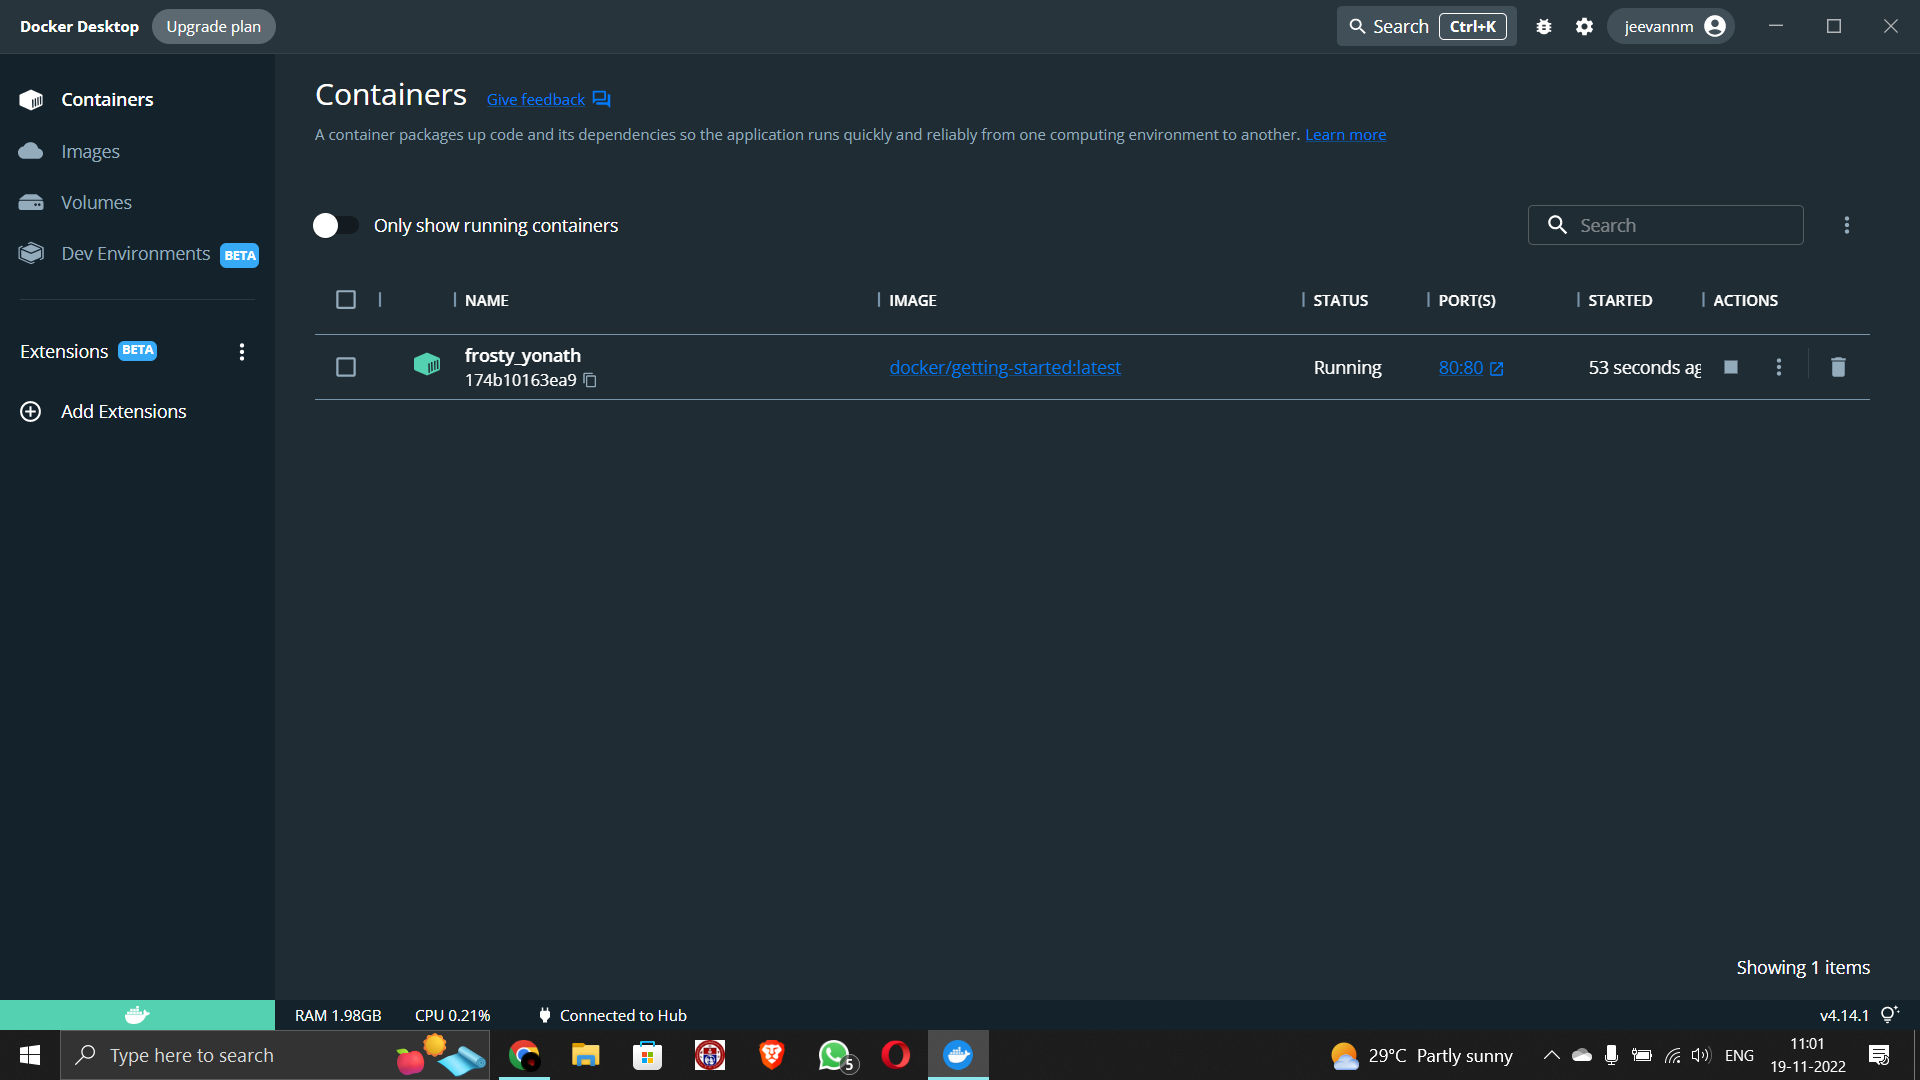 Docker Desktop Upgrade plan Search Ctrl+K jeevannm
Containers
Images
Volumes
Dev Environments BETA
Extensions BETA
Add Extensions
Containers Give feedback
A container packages up code and its dependencies so the application runs quickly and reliably from one computing environment to another. Learn more
Only show running containers Search
NAME IMAGE STATUS PORT(S) STARTED ACTIONS
frosty_yonath
174b10163ea9 docker/getting-started:latest Running 80:80 53 seconds ag
Showing 1 items
RAM 1.98GB CPU 0.21% Connected to Hub v4.14.1
Type here to search 5 29°C Partly sunny ENG 11:01
19-11-2022